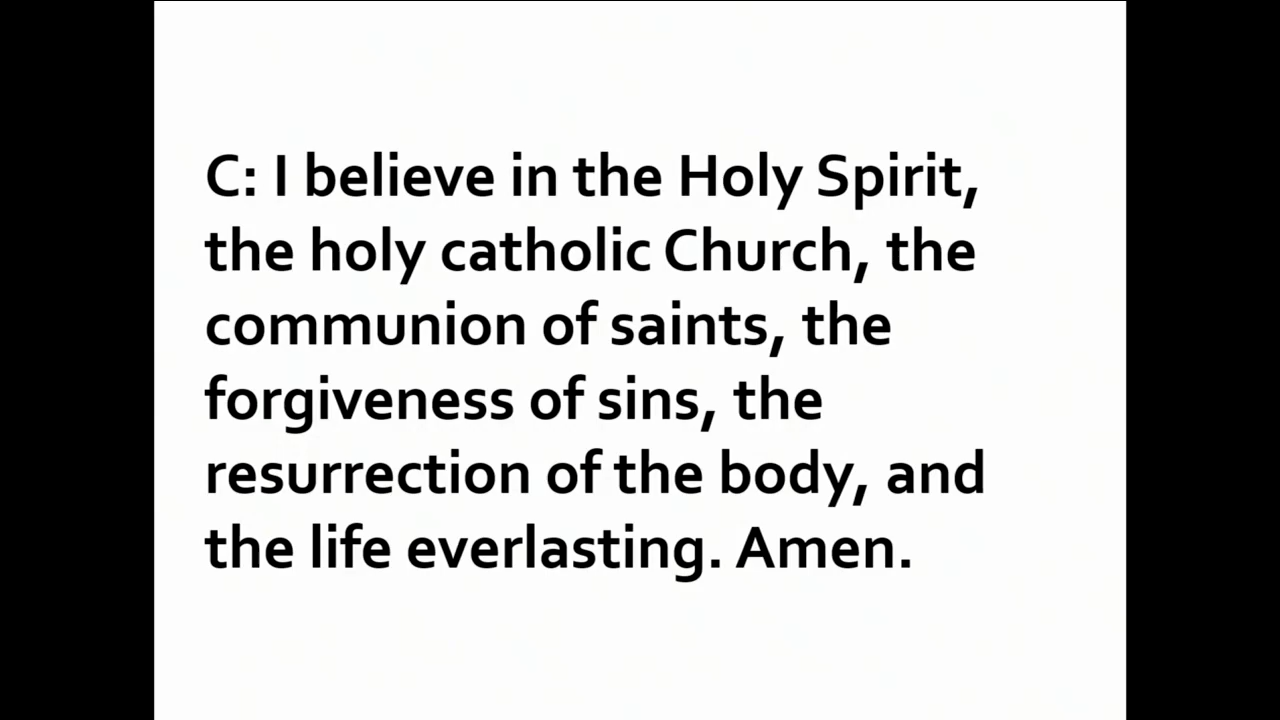 C: I believe in the Holy Spirit,
the holy catholic Church, the
communion of saints, the
forgiveness of sins, the
resurrection of the body, and
the life everlasting. Amen.